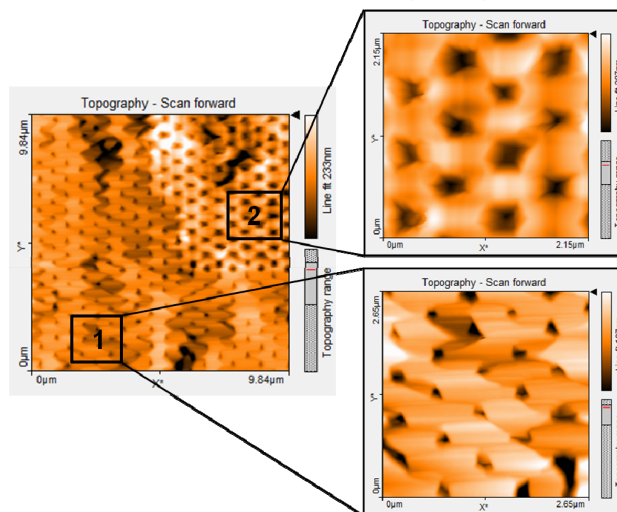 Topography - Scan forward
9.84µm
Y*
0µm
0µm
X*
9.84µm
Line fit 233nm
Topography range
1
2
Topography - Scan forward
2.15µm
Y*
0µm
0µm
X*
2.15µm
Topography - Scan forward
2.65µm
Y*
0µm
0µm
X*
2.65µm